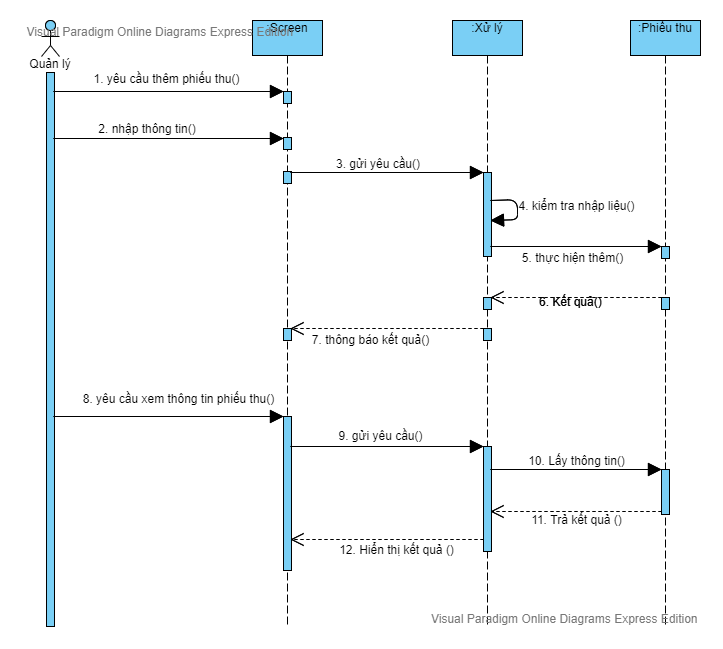 Visual Paradigm Online Diagrams Express Edition
:Screen
:Xử lý
:Phiếu thu
Quản lý
1. yêu cầu thêm phiếu thu()
2. nhập thông tin()
3. gửi yêu cầu()
4. kiểm tra nhập liệu()
5. thực hiện thêm()
6. Kết quả()
7. thông báo kết quả()
8. yêu cầu xem thông tin phiếu thu()
9. gửi yêu cầu()
10. Lấy thông tin()
11. Trả kết quả ()
12. Hiển thị kết quả ()
Visual Paradigm Online Diagrams Express Edition